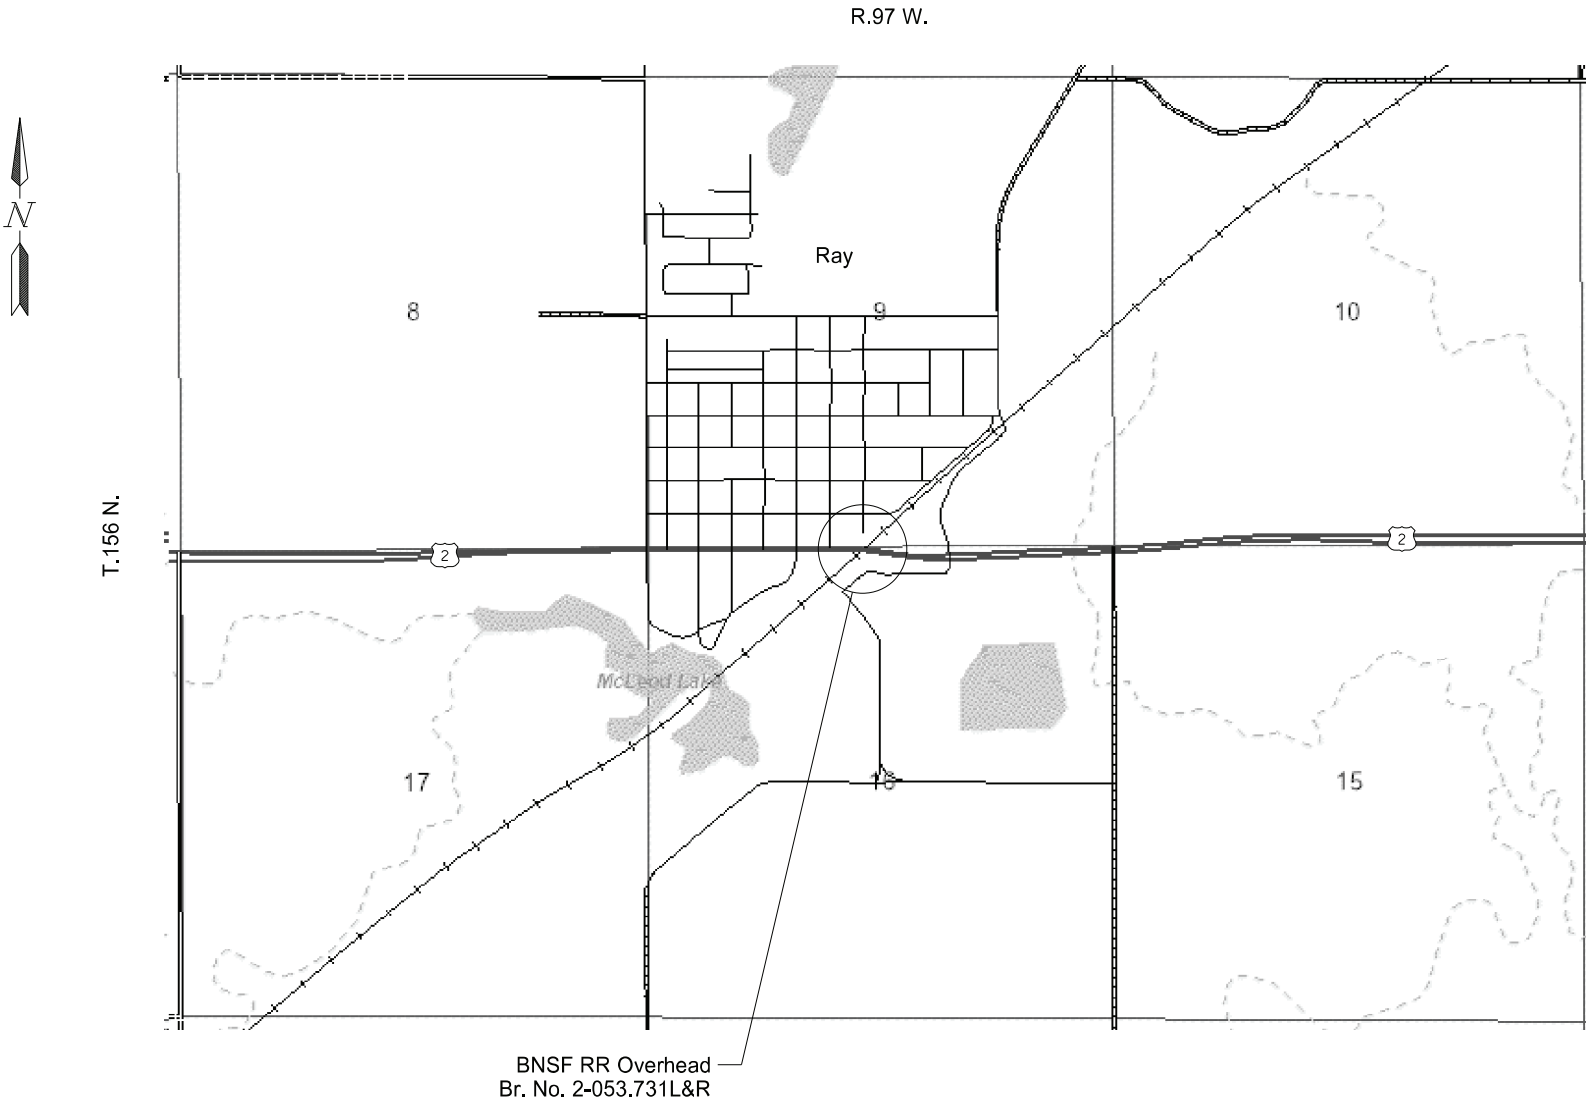 R.97 W.
N
Ray
8
9
10
T.156 N.
2
2
McLeod Lake
17
16
15
BNSF RR Overhead
Br. No. 2-053.731L&R